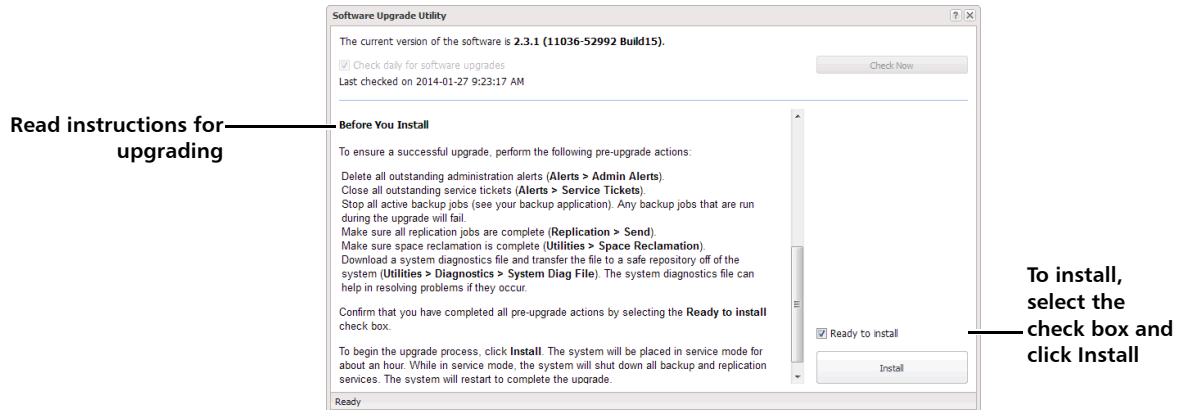 Software Upgrade Utility
The current version of the software is 2.3.1 (11036-52992 Build15).
Check daily for software upgrades
Check Now
Last checked on 2014-01-27 9:23:17 AM
Read instructions for
upgrading
Before You Install
To ensure a successful upgrade, perform the following pre-upgrade actions:
Delete all outstanding administration alerts (Alerts > Admin Alerts).
Close all outstanding service tickets (Alerts > Service Tickets).
Stop all active backup jobs (see your backup application). Any backup jobs that are run
during the upgrade will fail.
Make sure all replication jobs are complete (Replication > Send).
Make sure space reclamation is complete (Utilities > Space Reclamation).
Download a system diagnostics file and transfer the file to a safe repository off of the
system (Utilities > Diagnostics > System Diag File). The system diagnostics file can
help in resolving problems if they occur.
Confirm that you have completed all pre-upgrade actions by selecting the Ready to install
check box.
To begin the upgrade process, click Install. The system will be placed in service mode for
about an hour. While in service mode, the system will shut down all backup and replication
services. The system will restart to complete the upgrade.
Ready to install
Install
To install,
select the
check box and
click Install
Ready